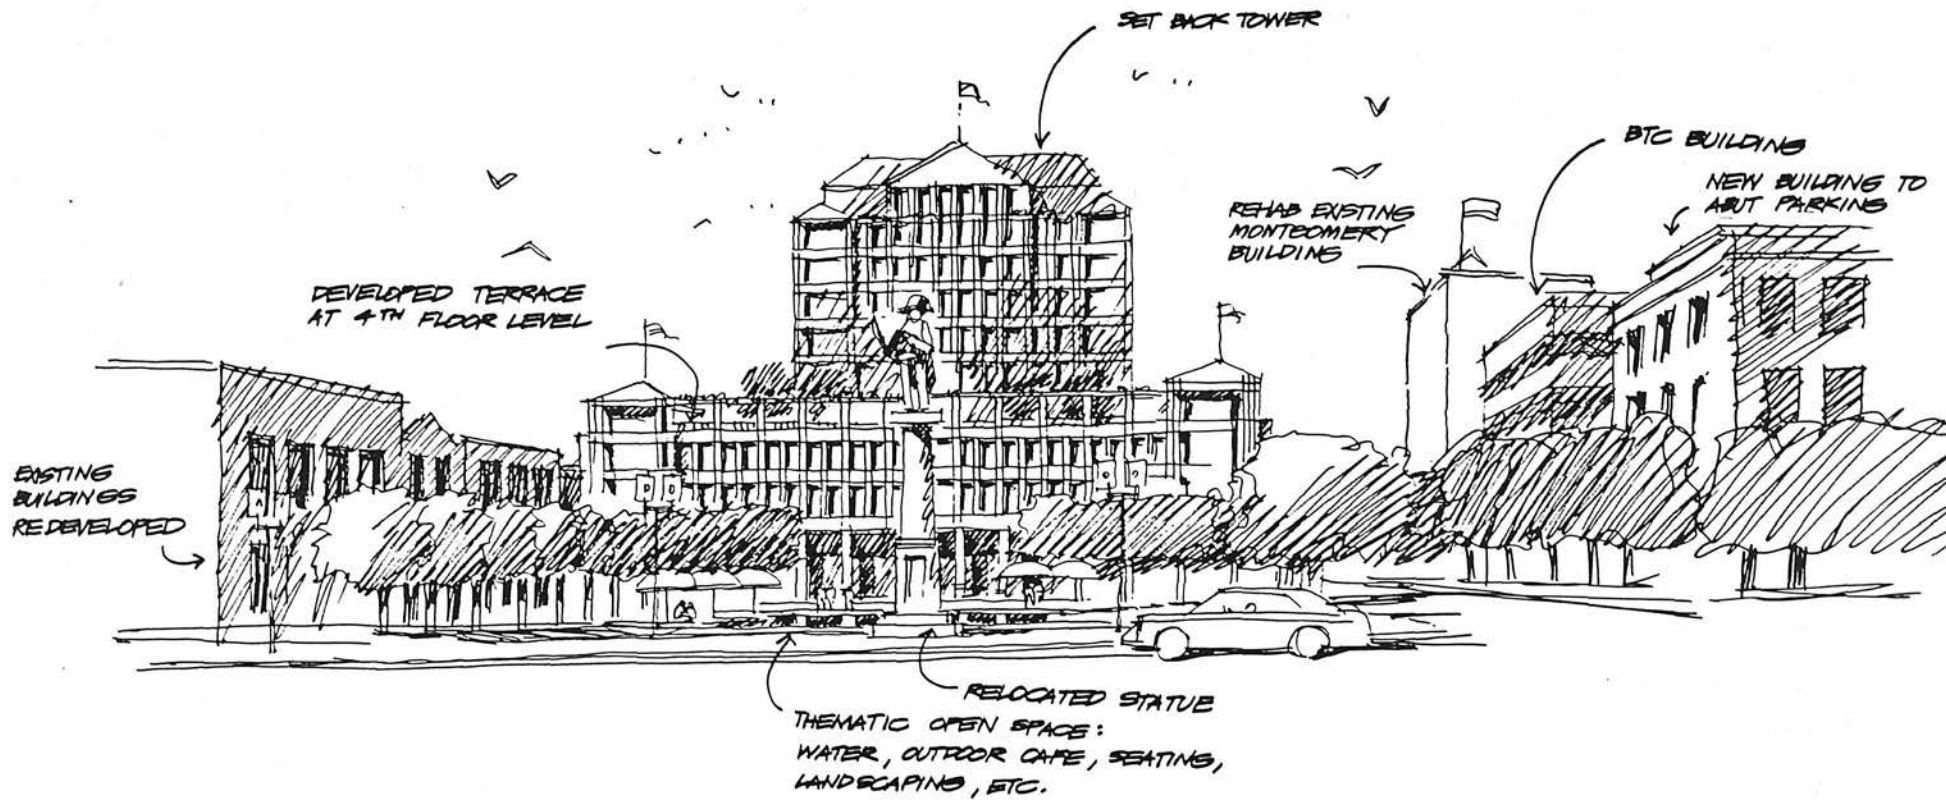 SET BACK TOWER
BTC BUILDING
NEW BUILDING TO
ABUT PARKING
REHAB EXISTING
MONTGOMERY
BUILDING
DEVELOPED TERRACE
AT 4TH FLOOR LEVEL
EXISTING
BUILDINGS
REDEVELOPED
RELOCATED STATUE
THEMATIC OPEN SPACE:
WATER, OUTDOOR CAFE, SEATING,
LANDSCAPING, ETC.